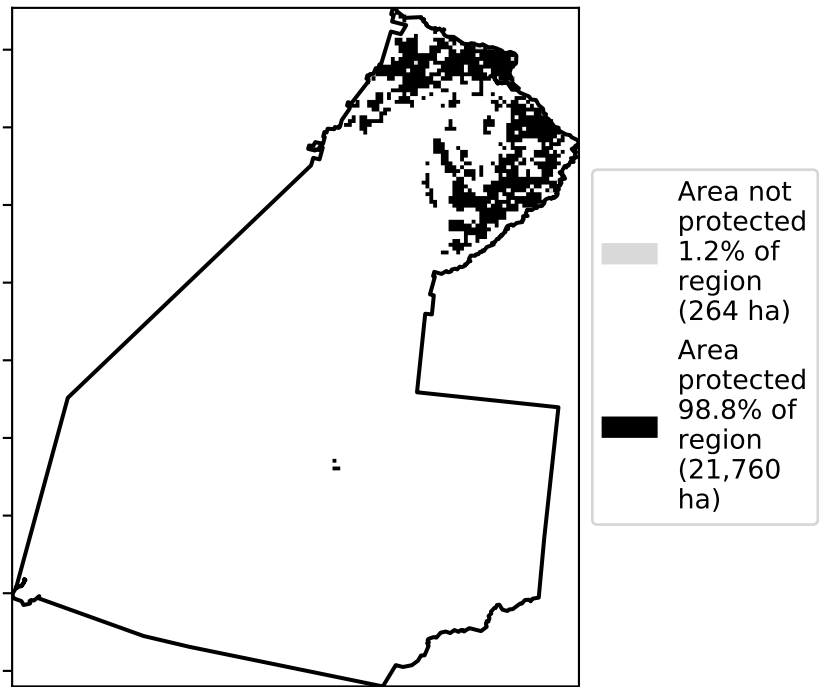 Area not
protected
1.2% of
region
(264 ha)
Area
protected
98.8% of
region
(21,760
ha)